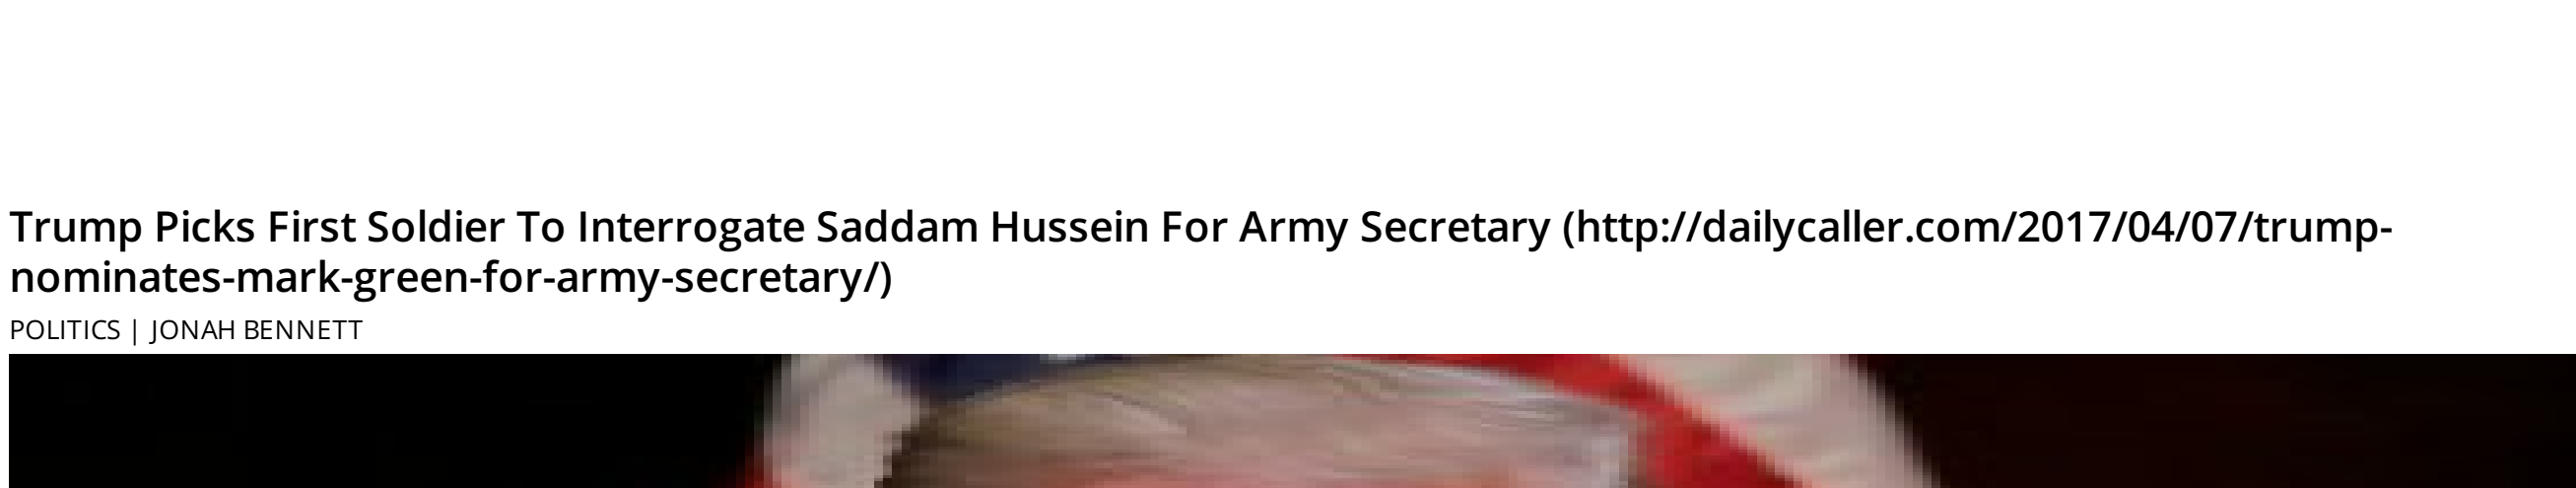 Trump Picks First Soldier To Interrogate Saddam Hussein For Army Secretary (http://dailycaller.com/2017/04/07/trump-
nominates-mark-green-for-army-secretary/)
POLITICS | JONAH BENNETT